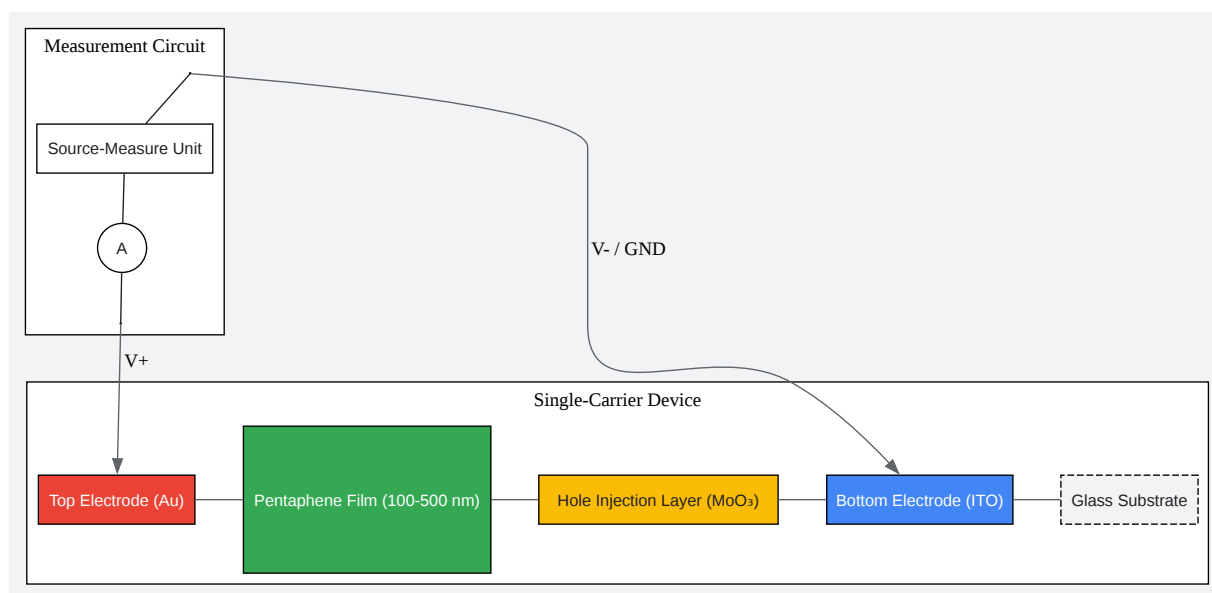 Measurement Circuit
Source-Measure Unit
A
V- / GND
V+
Single-Carrier Device
Top Electrode (Au)
Pentaphene Film (100-500 nm)
Hole Injection Layer (MoO₃)
Bottom Electrode (ITO)
Glass Substrate